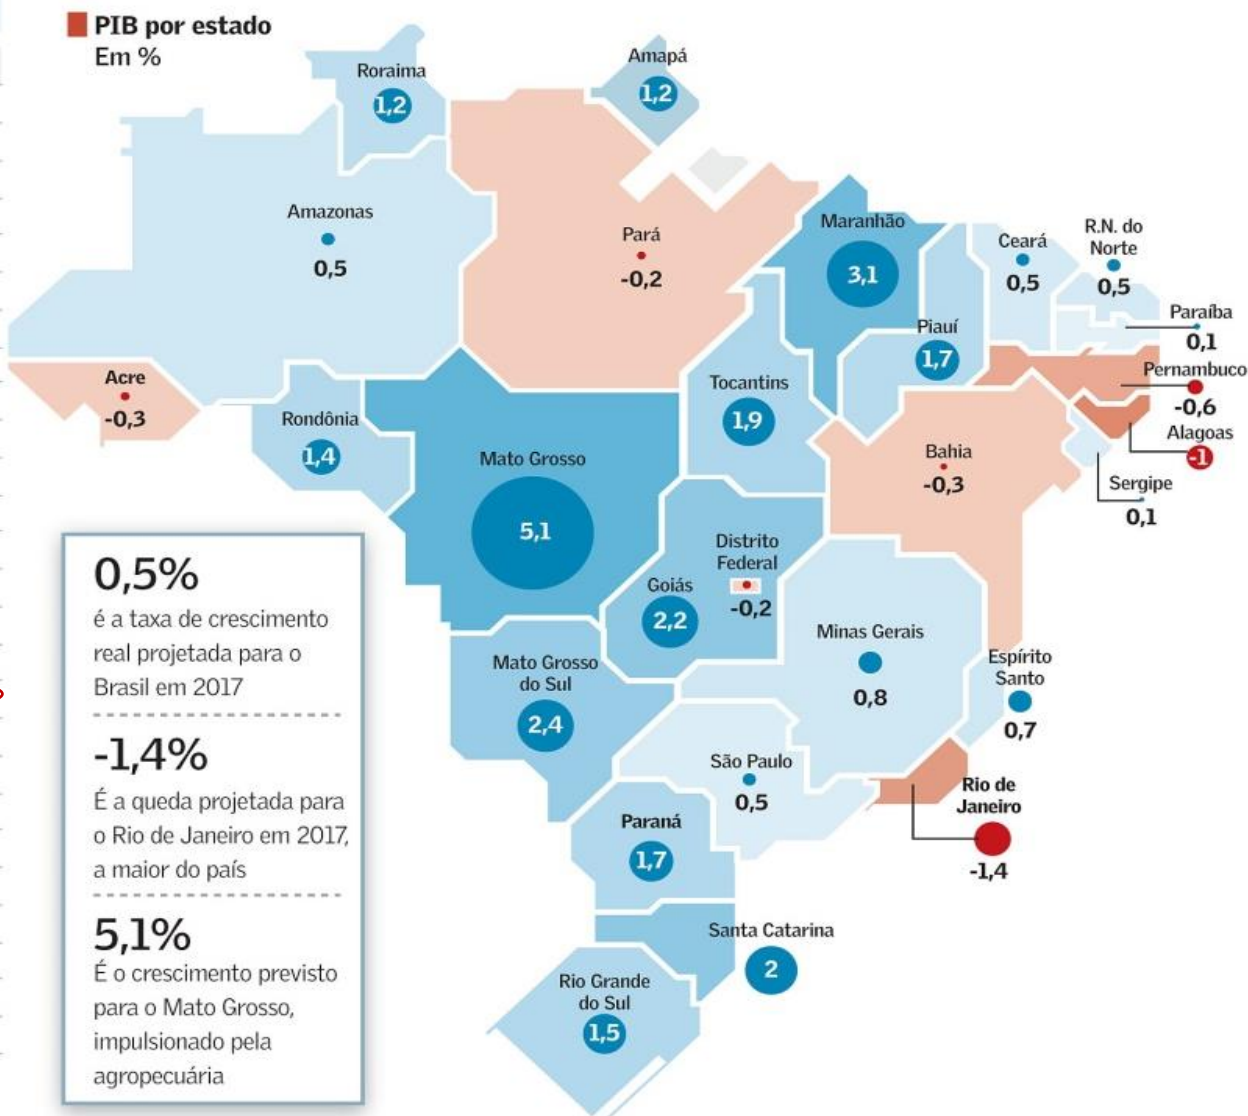 PIB por estado
Em %
Roraima
1,2
Amapá
1,2
Amazonas
0,5
Pará
-0,2
Maranhão
3,1
Ceará
0,5
R.N. do
Norte
0,5
Paraíba
0,1
Piauí
1,7
Pernambuco
-0,6
Alagoas
-1
Sergipe
0,1
Acre
-0,3
Rondônia
1,4
Tocantins
1,9
Mato Grosso
5,1
Bahia
-0,3
Distrito
Federal
-0,2
Goiás
2,2
Minas Gerais
0,8
Espírito
Santo
0,7
Mato Grosso
do Sul
2,4
São Paulo
0,5
Rio de
Janeiro
-1,4
Paraná
1,7
Santa Catarina
2
Rio Grande
do Sul
1,5
0,5%
é a taxa de crescimento
real projetada para o
Brasil em 2017
-1,4%
É a queda projetada para
o Rio de Janeiro em 2017,
a maior do país
5,1%
É o crescimento previsto
para o Mato Grosso,
impulsionado pela
agropecuária